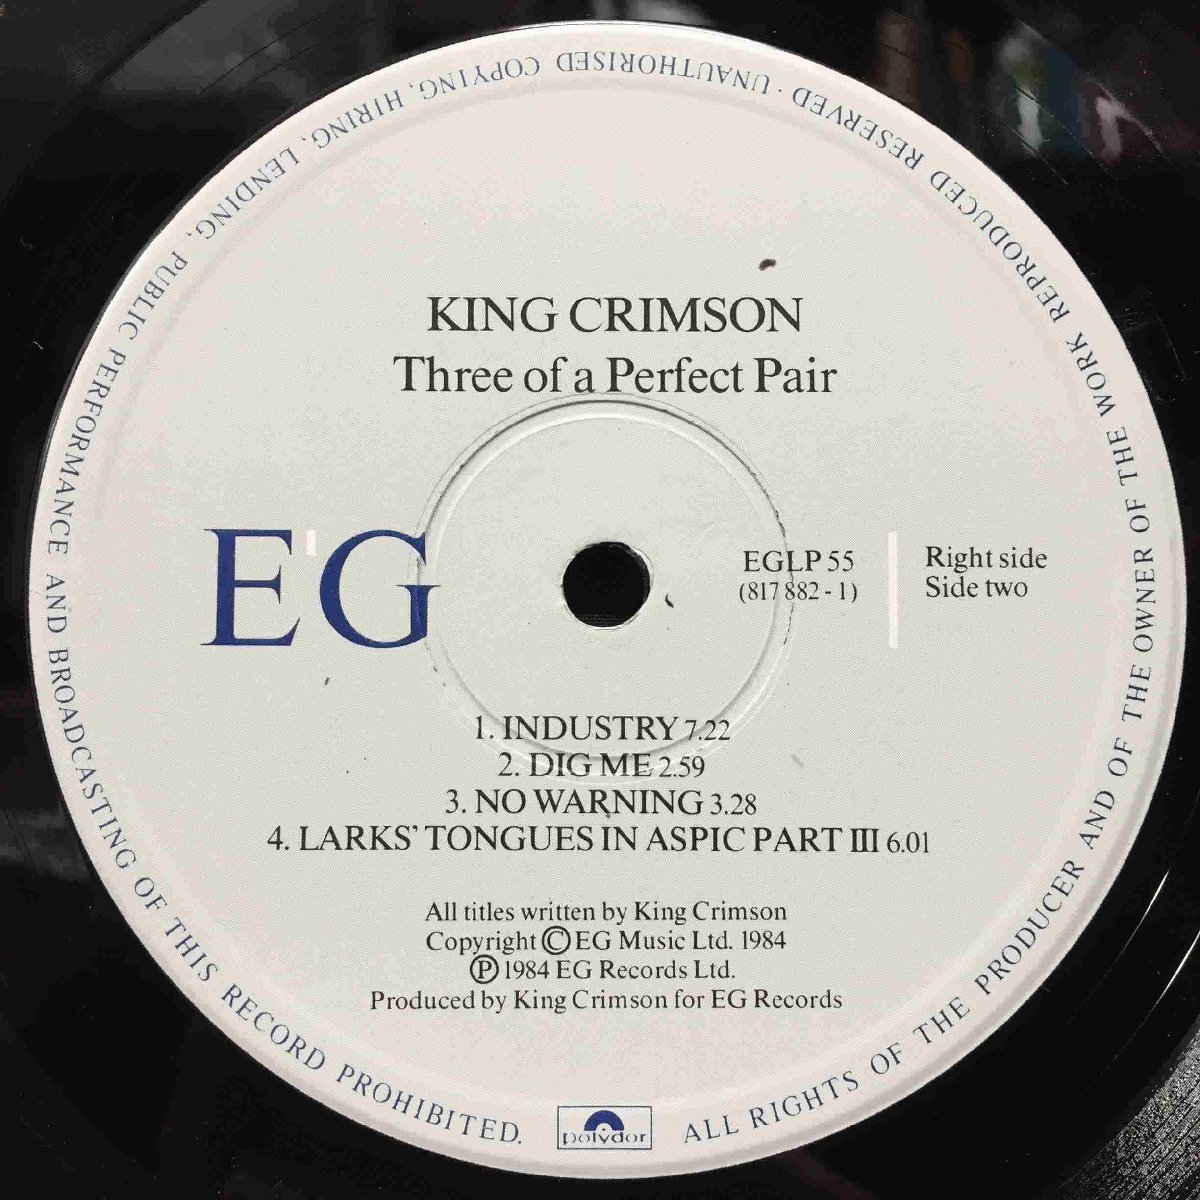 KING CRIMSON
Three of a Perfect Pair
EG
EGLP 55
(817 882 - 1)
Right side
Side two
1. INDUSTRY 7.22
2. DIG ME 2.59
3. NO WARNING 3.28
4. LARKS' TONGUES IN ASPIC PART III 6.01
All titles written by King Crimson
Copyright © EG Music Ltd. 1984
Ⓟ 1984 EG Records Ltd.
Produced by King Crimson for EG Records
polydor
ALL RIGHTS OF THE PRODUCER AND OF THE OWNER OF THE WORK REPRODUCED RESERVED · UNAUTHORISED COPYING, HIRING, LENDING, PUBLIC PERFORMANCE AND BROADCASTING OF THIS RECORD PROHIBITED.